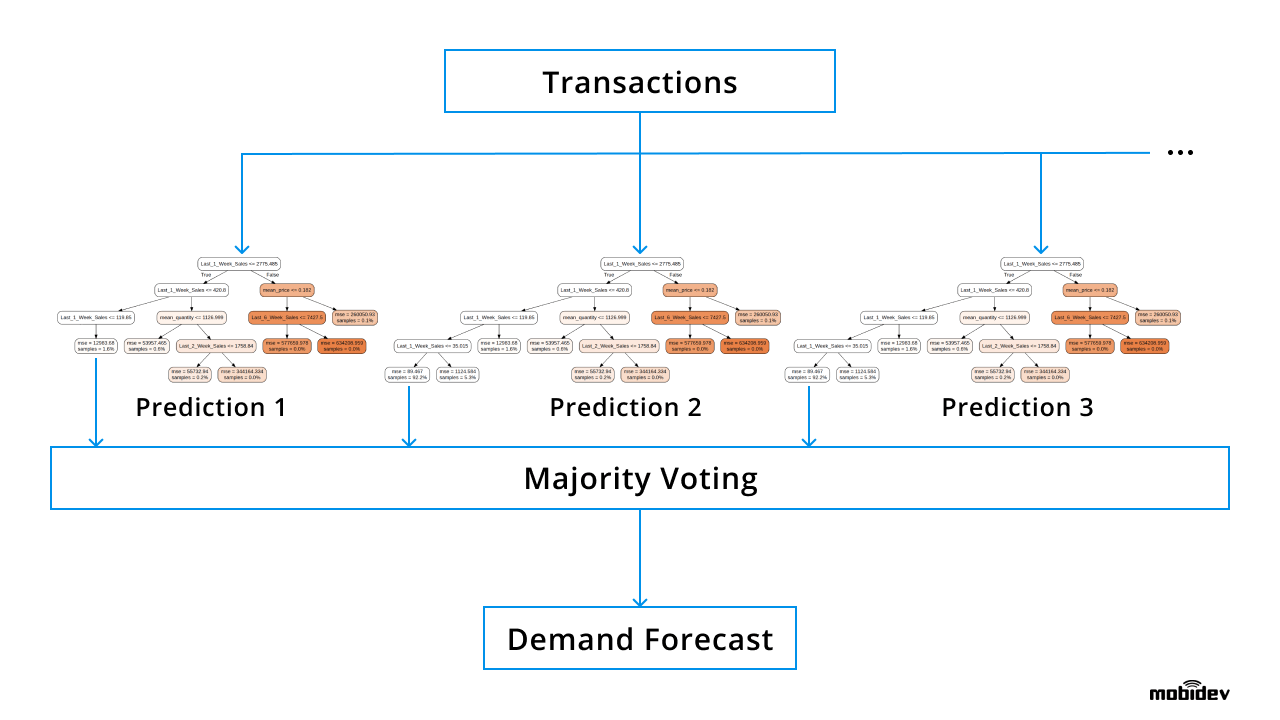 Transactions
...
Last_1_Week_Sales <= 2775.485
True
False
Last_1_Week_Sales <= 420.8
mean_price <= 0.182
Last_1_Week_Sales <= 119.65
mean_quantity <= 1126.999
Last_6_Week_Sales <= 7427.5
mse = 260050.93
samples = 0.1%
mse = 12983.68
samples = 1.6%
mse = 53957.465
samples = 0.6%
Last_2_Week_Sales <= 1758.84
mse = 577659.978
samples = 0.0%
mse = 634208.959
samples = 0.0%
mse = 55732.94
samples = 0.2%
mse = 344164.334
samples = 0.0%
Prediction 1
Last_1_Week_Sales <= 2775.485
True
False
Last_1_Week_Sales <= 420.8
mean_price <= 0.182
Last_1_Week_Sales <= 119.65
mean_quantity <= 1126.999
Last_6_Week_Sales <= 7427.5
mse = 260050.93
samples = 0.1%
Last_1_Week_Sales <= 35.015
mse = 12983.68
samples = 1.6%
mse = 53957.465
samples = 0.6%
Last_2_Week_Sales <= 1758.84
mse = 577659.978
samples = 0.0%
mse = 634208.959
samples = 0.0%
mse = 89.467
samples = 92.2%
mse = 1124.584
samples = 5.3%
mse = 55732.94
samples = 0.2%
mse = 344164.334
samples = 0.0%
Prediction 2
Last_1_Week_Sales <= 2775.485
True
False
Last_1_Week_Sales <= 420.8
mean_price <= 0.182
Last_1_Week_Sales <= 119.65
mean_quantity <= 1126.999
Last_6_Week_Sales <= 7427.5
mse = 260050.93
samples = 0.1%
Last_1_Week_Sales <= 35.015
mse = 12983.68
samples = 1.6%
mse = 53957.465
samples = 0.6%
Last_2_Week_Sales <= 1758.84
mse = 577659.978
samples = 0.0%
mse = 634208.959
samples = 0.0%
mse = 89.467
samples = 92.2%
mse = 1124.584
samples = 5.3%
mse = 55732.94
samples = 0.2%
mse = 344164.334
samples = 0.0%
Prediction 3
Majority Voting
Demand Forecast
mobidev